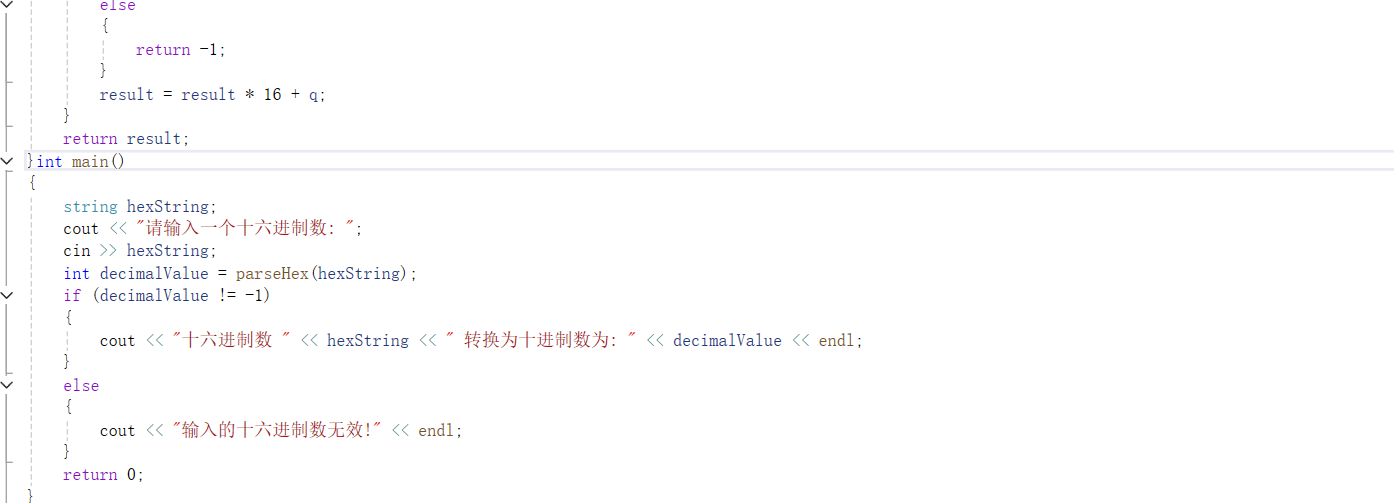 else
{
return -1;
}
result = result * 16 + q;
}
return result;
}int main()
{
string hexString;
cout << "请输入一个十六进制数: ";
cin >> hexString;
int decimalValue = parseHex(hexString);
if (decimalValue != -1)
{
cout << "十六进制数 " << hexString << " 转换为十进制数为: " << decimalValue << endl;
}
else
{
cout << "输入的十六进制数无效!" << endl;
}
return 0;
}